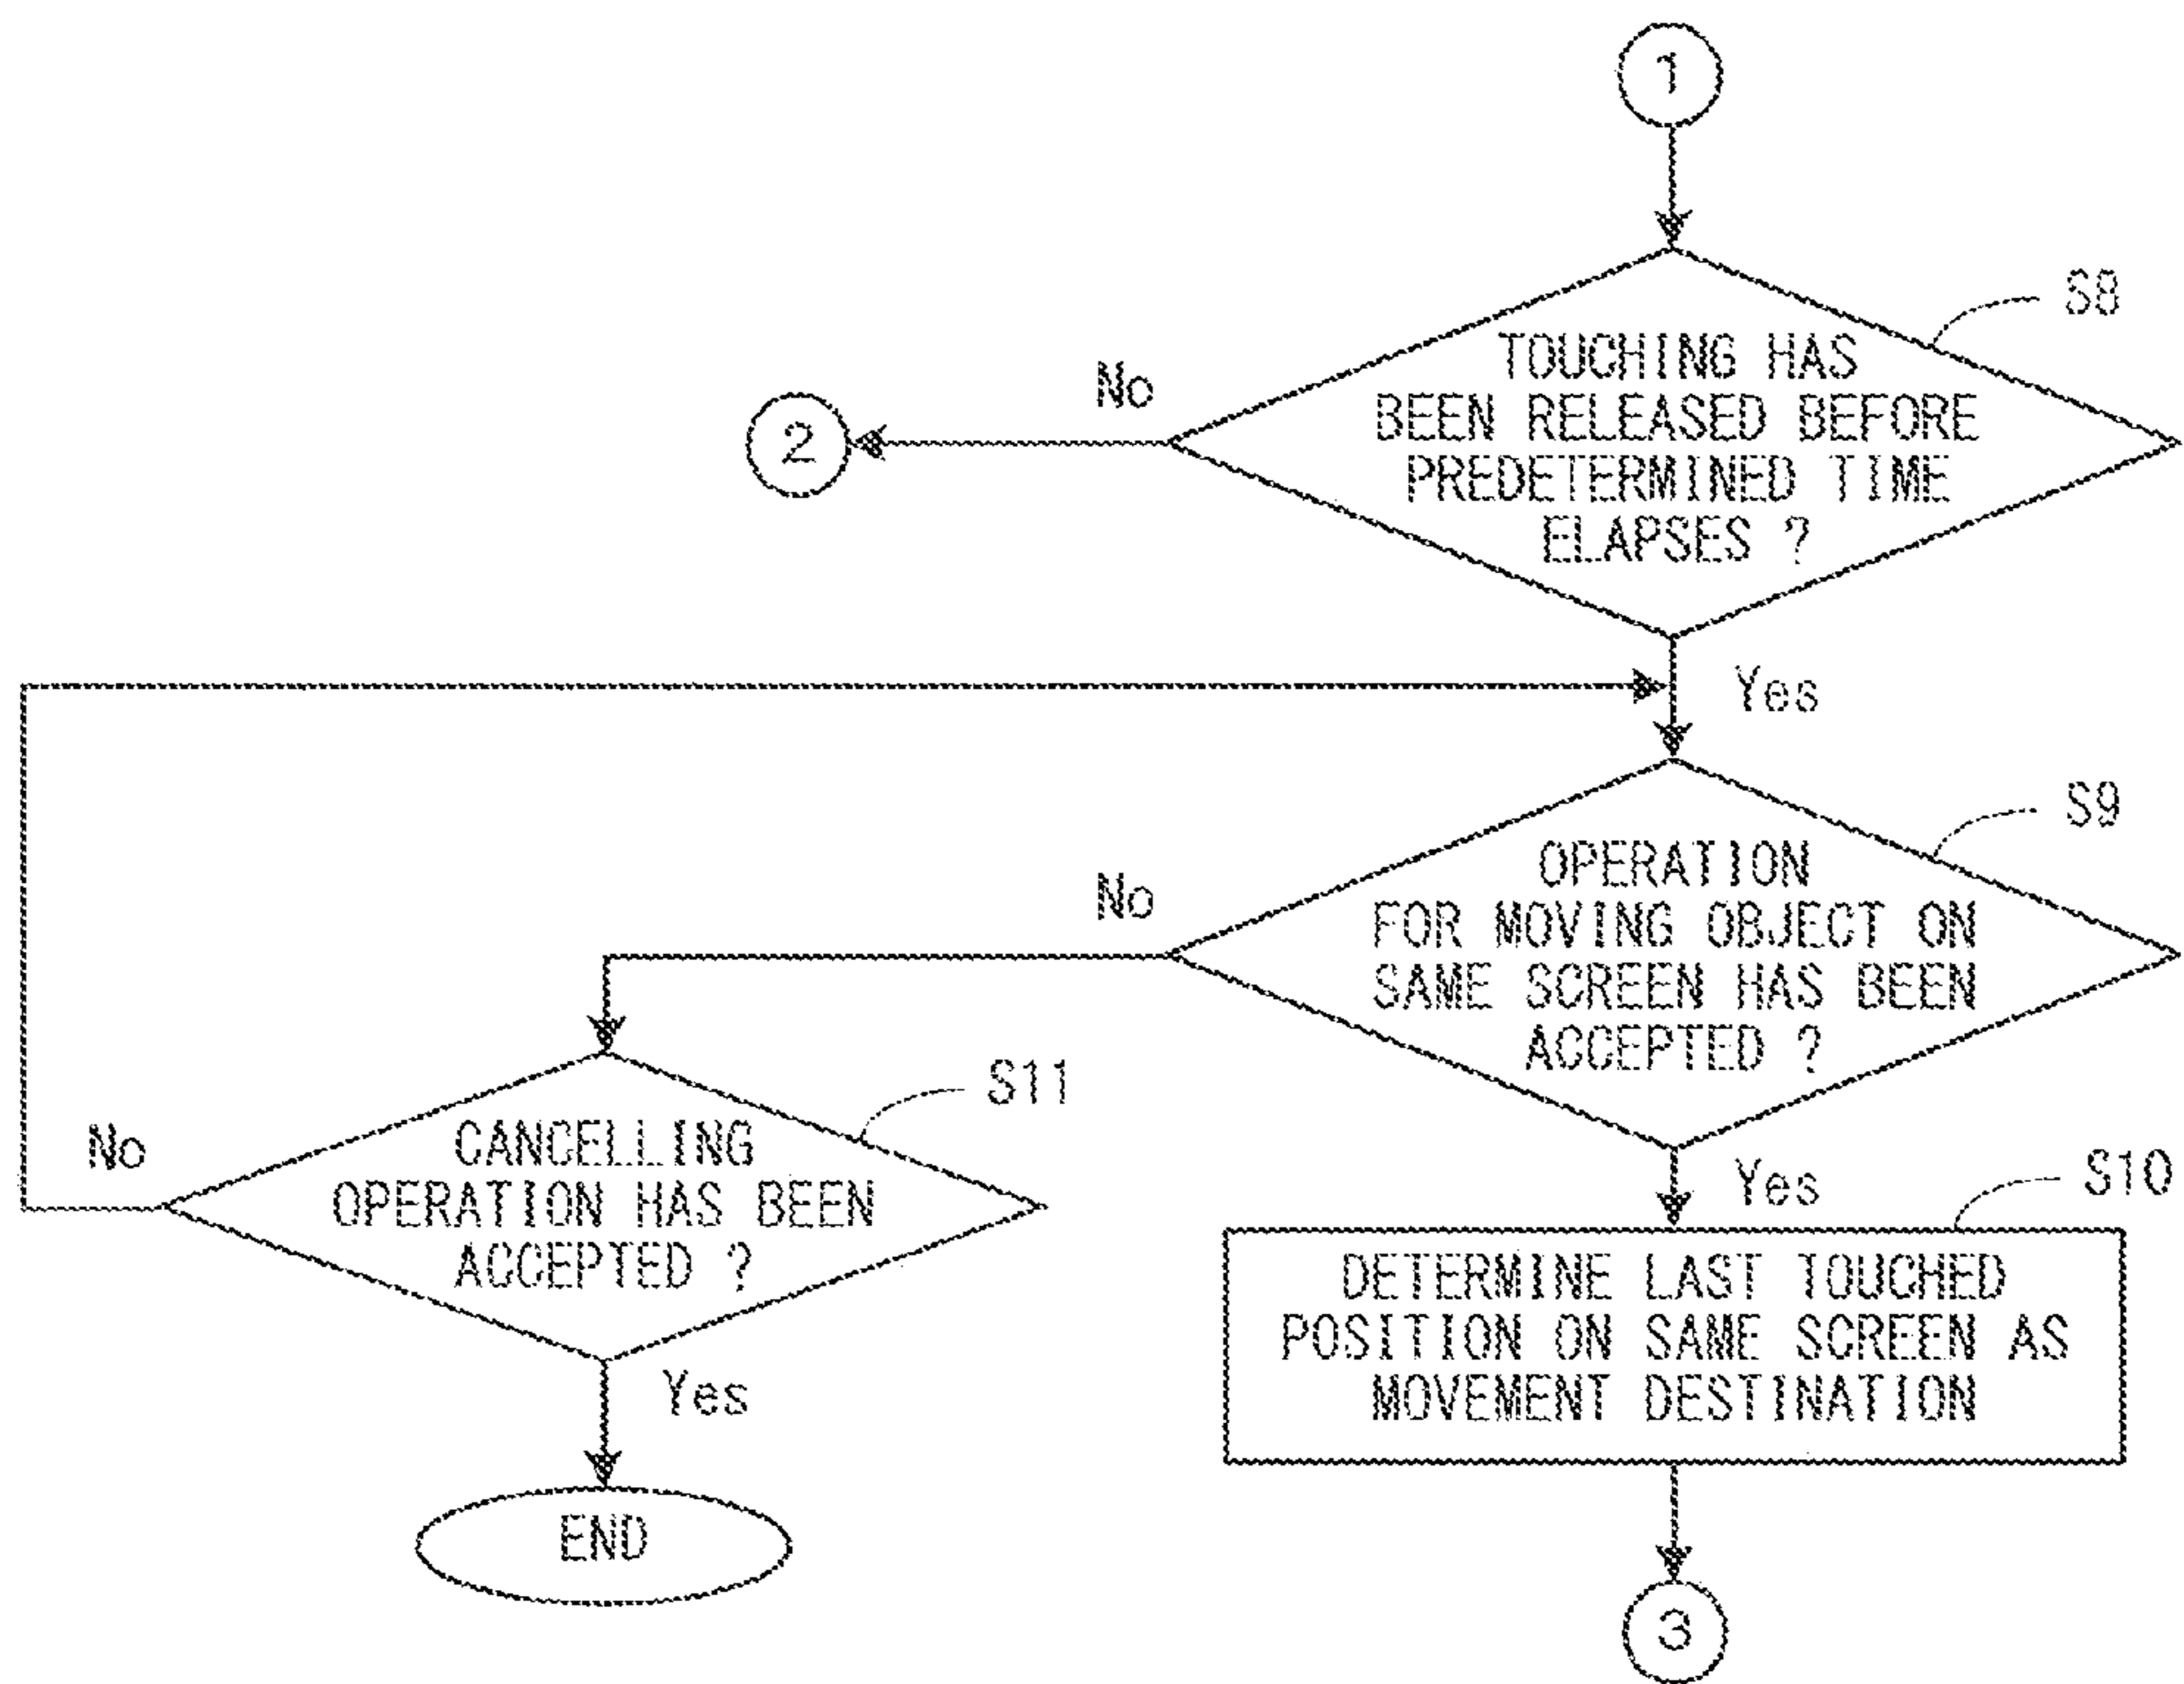 1
S8
TOUCHING HAS
BEEN RELEASED BEFORE
PREDETERMINED TIME
ELAPSES ?
No
2
Yes
S9
OPERATION
FOR MOVING OBJECT ON
SAME SCREEN HAS BEEN
ACCEPTED ?
No
S11
CANCELLING
OPERATION HAS BEEN
ACCEPTED ?
No
Yes
END
Yes
S10
DETERMINE LAST TOUCHED
POSITION ON SAME SCREEN AS
MOVEMENT DESTINATION
3